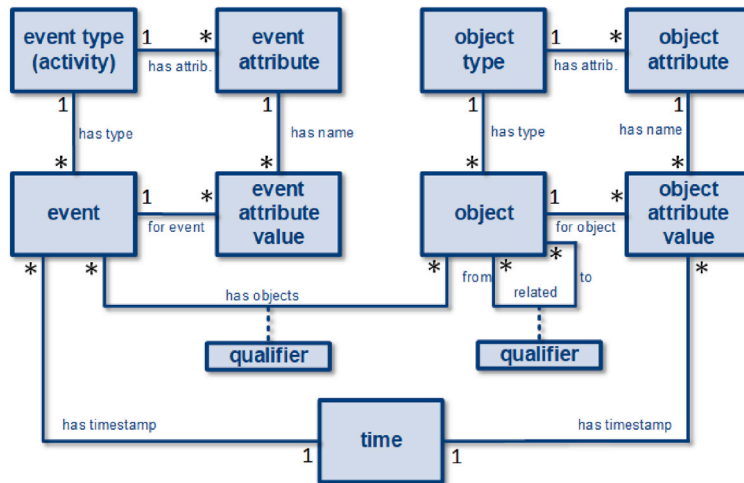 event type
(activity)
1
*
has attrib.
event
attribute
object
type
1
*
has attrib.
object
attribute
1
has type
*
1
has name
*
1
has type
*
1
has name
*
event
1
*
for event
event
attribute
value
object
1
*
for object
object
attribute
value
*
*
has objects
*
from
*
*
related
to
*
qualifier
qualifier
has timestamp
1
time
1
has timestamp